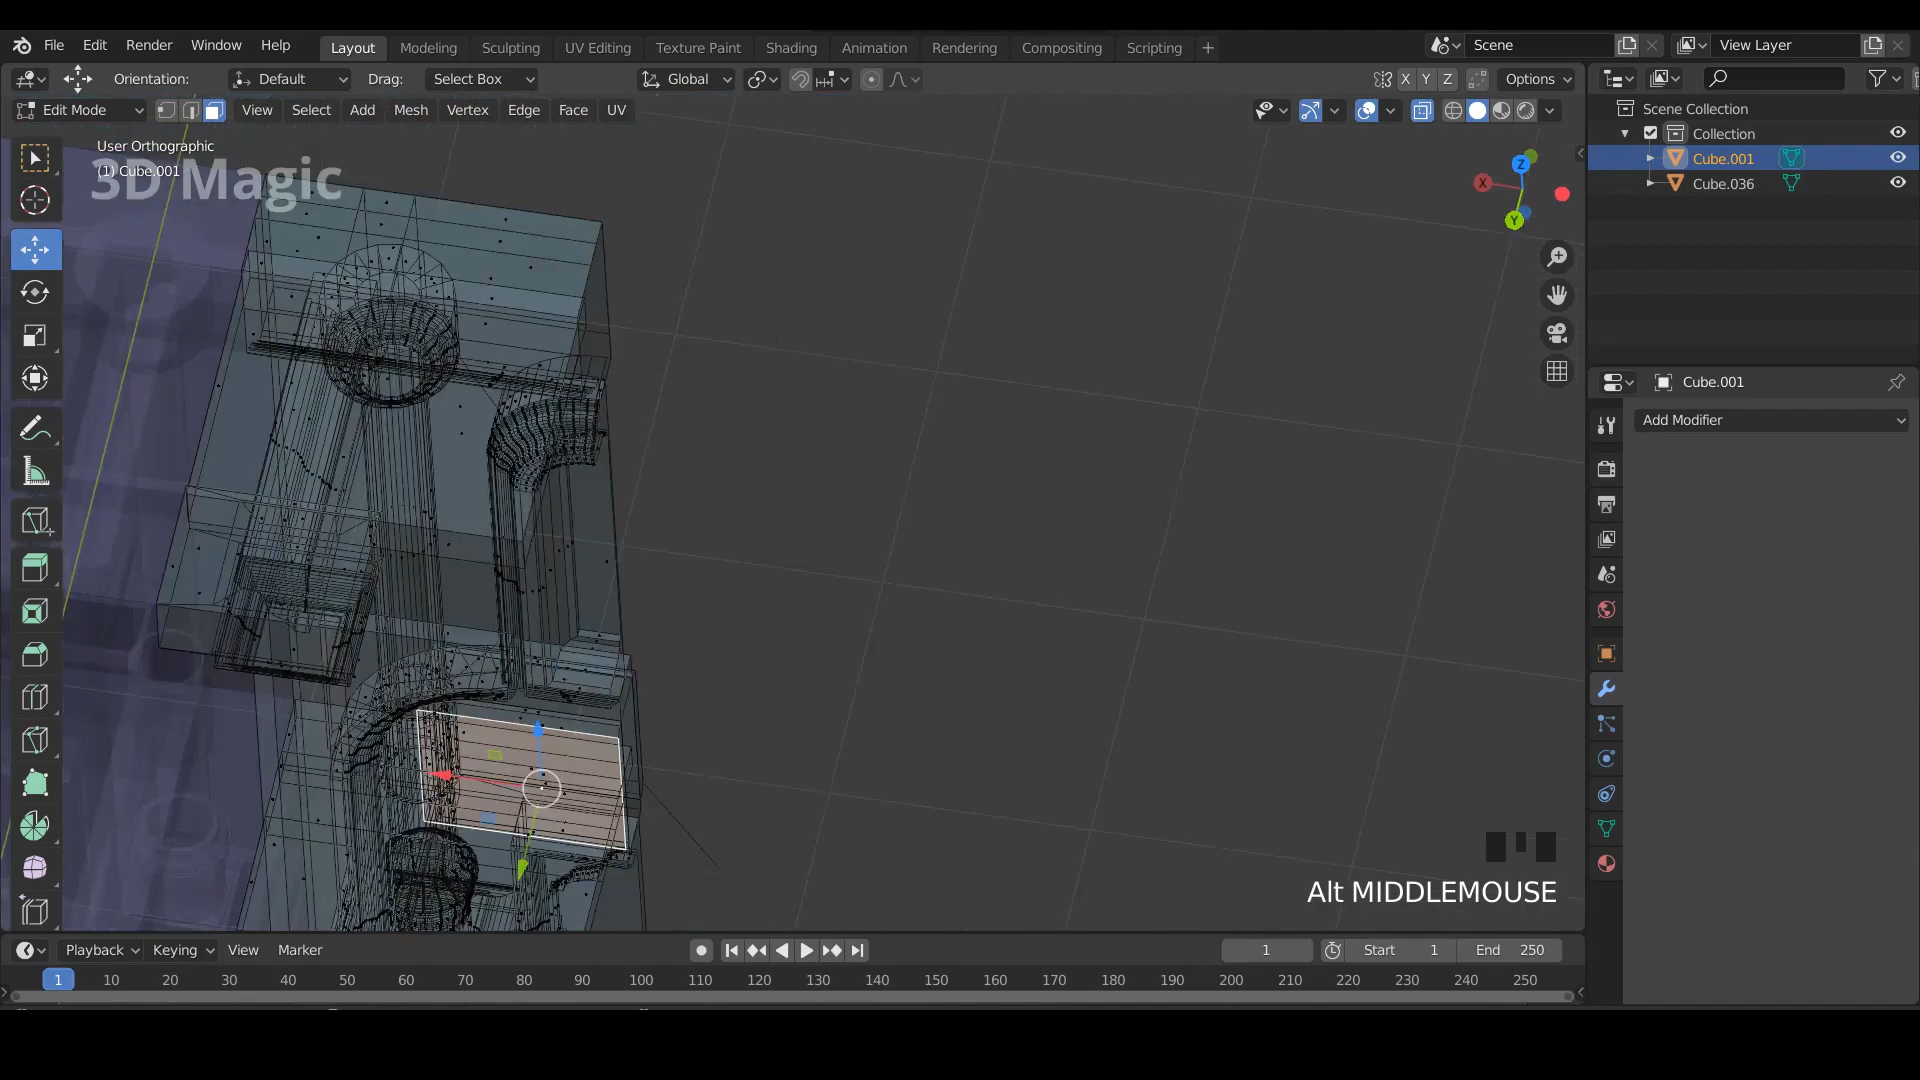 File Edit Render Window Help Layout Modeling Sculpting UV Editing Texture Paint Shading Animation Rendering Compositing Scripting + Scene View Layer
Orientation: Default Drag: Select Box Global X Y Z Options
Edit Mode View Select Add Mesh Vertex Edge Face UV
Scene Collection
Collection
Cube.001
Cube.036
User Orthographic
(1) Cube.001
3D Magic
Z
X
Y
Cube.001
Add Modifier
Alt MIDDLEMOUSE
Playback Keying View Marker 1 Start 1 End 250
1 10 20 30 40 50 60 70 80 90 100 110 120 130 140 150 160 170 180 190 200 210 220 230 240 250